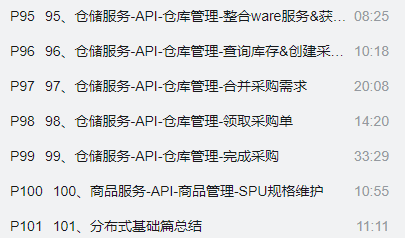 P95 95、仓储服务-API-仓库管理-整合ware服务&获... 08:25
P96 96、仓储服务-API-仓库管理-查询库存&创建采... 10:18
P97 97、仓储服务-API-仓库管理-合并采购需求 20:08
P98 98、仓储服务-API-仓库管理-领取采购单 14:20
P99 99、仓储服务-API-仓库管理-完成采购 33:29
P100 100、商品服务-API-商品管理-SPU规格维护 10:55
P101 101、分布式基础篇总结 11:11